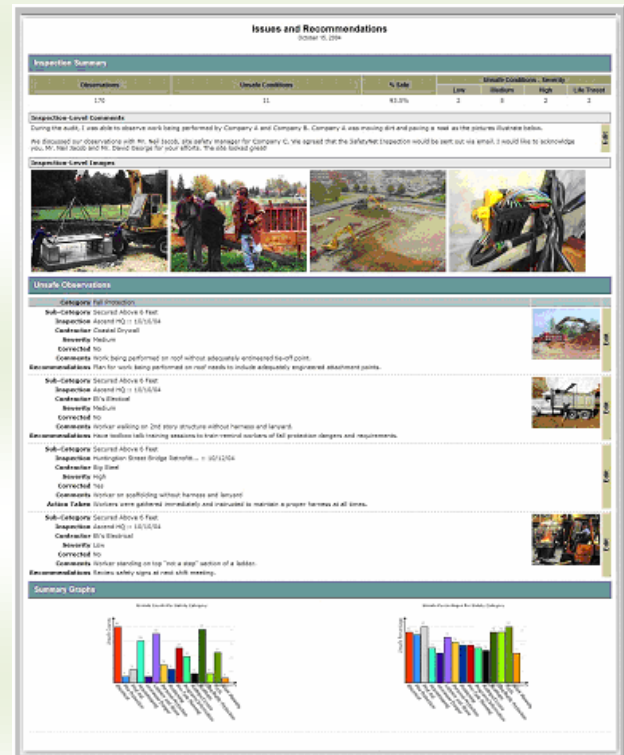 Issues and Recommendations
October 15, 2004
Inspection Summary
Observations
Unsafe Conditions
% Safe
Unsafe Conditions - Severity
Low
Medium
High
Life Threat
170
11
93.5%
2
2
2
Inspection-Level Comments
During the audit, I was able to observe work being performed by Company A and Company B. Company A was moving dirt and paving a road as the pictures illustrate below.
We discussed our observations with Mr. Neil Jacob, site safety Manager for Company C. We agreed that the SafetyNet Inspection would be sent out via email. I would like to acknowledge
you, Mr. Neil Jacob and Mr. David George for your efforts. The site looked great!
Edit
Inspection-Level Images
Unsafe Observations
Category Fall Protection
Sub-Category Secured Above 6 Feet
Inspection Ascend HQ :: 10/10/04
Contractor Coastal Drywall
Severity Medium
Corrected No
Comments Work being performed on roof without adequately engineered tie-off point.
Recommendations Plan for work being performed on roof needs to include adequately engineered attachment points.
Edit
Sub-Category Secured Above 6 Feet
Inspection Ascend HQ :: 10/10/04
Contractor Eli's Electrical
Severity Medium
Corrected No
Comments Worker walking on 2nd story structure without harness and lanyard.
Recommendations Have toolbox talk training sessions to train-remind workers of fall protection dangers and requirements.
Edit
Sub-Category Secured Above 6 Feet
Inspection Huntington Street Bridge Retrofit... :: 10/12/04
Contractor Big Steel
Severity High
Corrected Yes
Comments Worker on scaffolding without harness and lanyard
Action Taken Workers were gathered immediately and instructed to maintain a proper harness at all times.
Edit
Sub-Category Secured Above 6 Feet
Inspection Ascend HQ :: 10/10/04
Contractor Eli's Electrical
Severity Low
Corrected No
Comments Worker standing on top "not a step" section of a ladder.
Recommendations Review safety signs at next shift meeting.
Edit
Summary Graphs